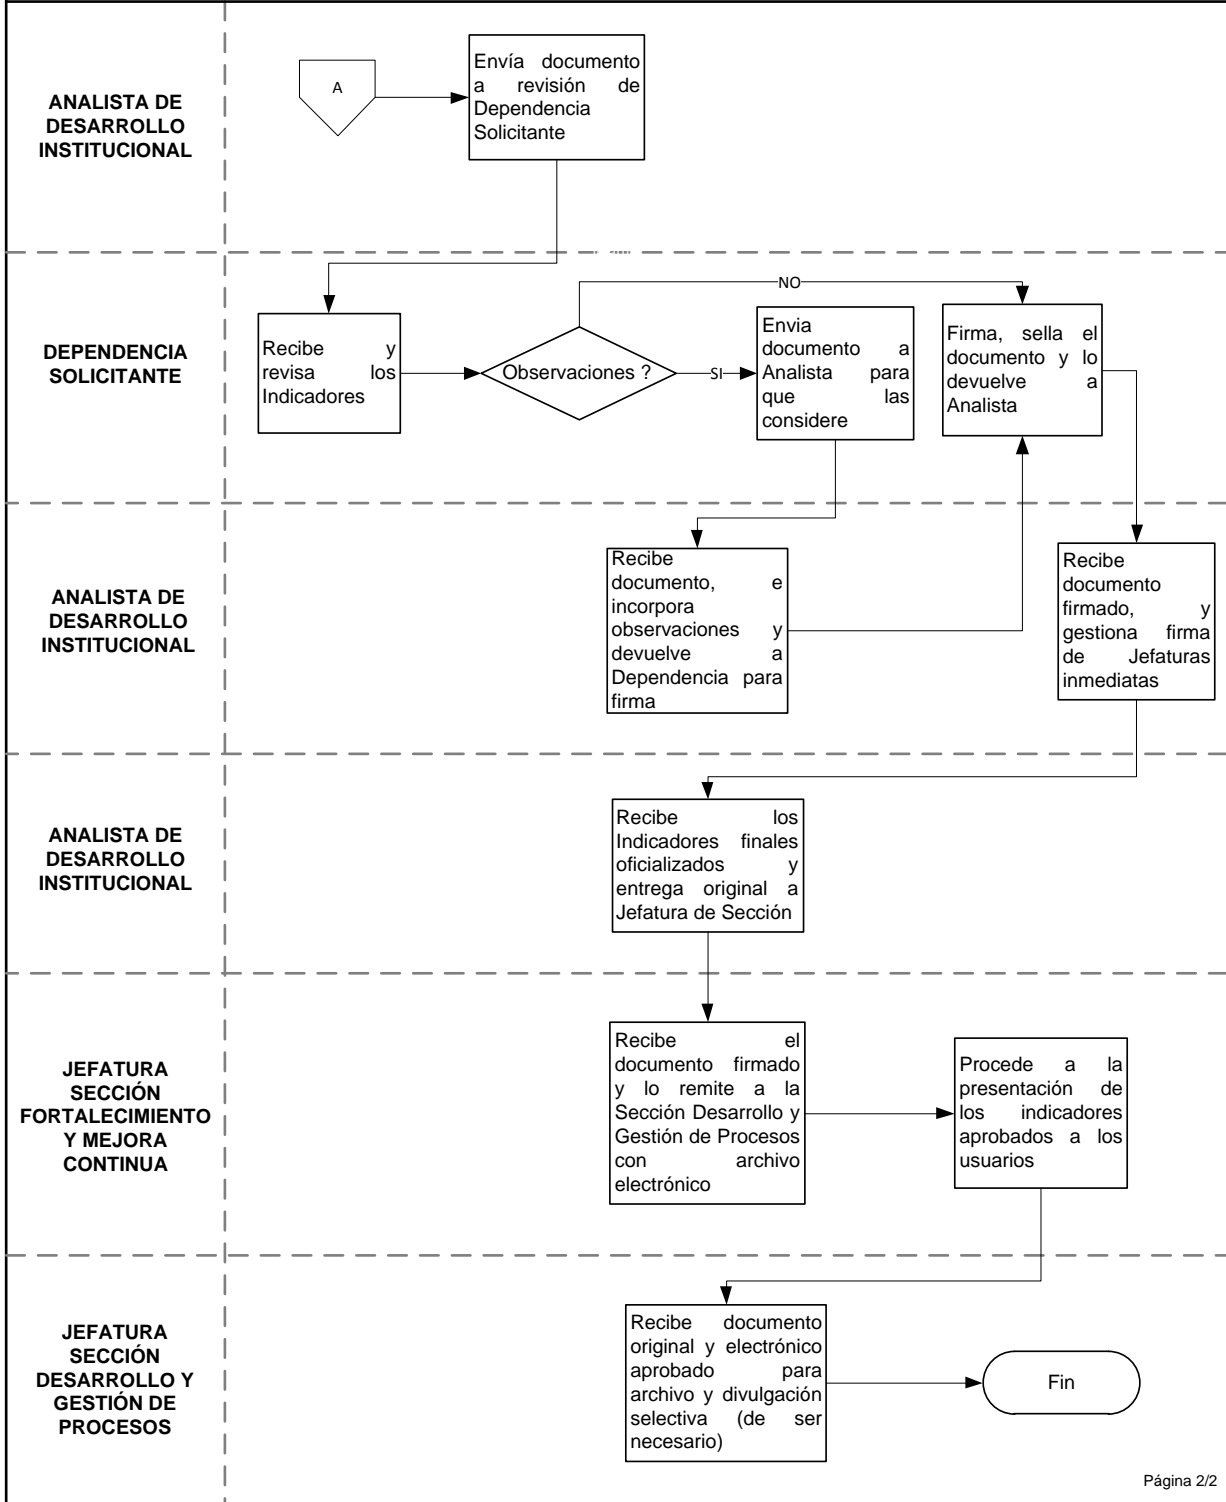 ANALISTA DE
DESARROLLO
INSTITUCIONAL
A
Envía documento
a revisión de
Dependencia
Solicitante
DEPENDENCIA
SOLICITANTE
Recibe y
revisa los
Indicadores
Observaciones ?
NO
SI
Envia
documento a
Analista para
que las
considere
Firma, sella el
documento y lo
devuelve a
Analista
ANALISTA DE
DESARROLLO
INSTITUCIONAL
Recibe
documento, e
incorpora
observaciones y
devuelve a
Dependencia para
firma
Recibe
documento
firmado, y
gestiona firma
de Jefaturas
inmediatas
ANALISTA DE
DESARROLLO
INSTITUCIONAL
Recibe los
Indicadores finales
oficializados y
entrega original a
Jefatura de Sección
JEFATURA
SECCIÓN
FORTALECIMIENTO
Y MEJORA
CONTINUA
Recibe el
documento firmado
y lo remite a la
Sección Desarrollo y
Gestión de Procesos
con archivo
electrónico
Procede a la
presentación de
los indicadores
aprobados a los
usuarios
JEFATURA
SECCIÓN
DESARROLLO Y
GESTIÓN DE
PROCESOS
Recibe documento
original y electrónico
aprobado para
archivo y divulgación
selectiva (de ser
necesario)
Fin
Página 2/2